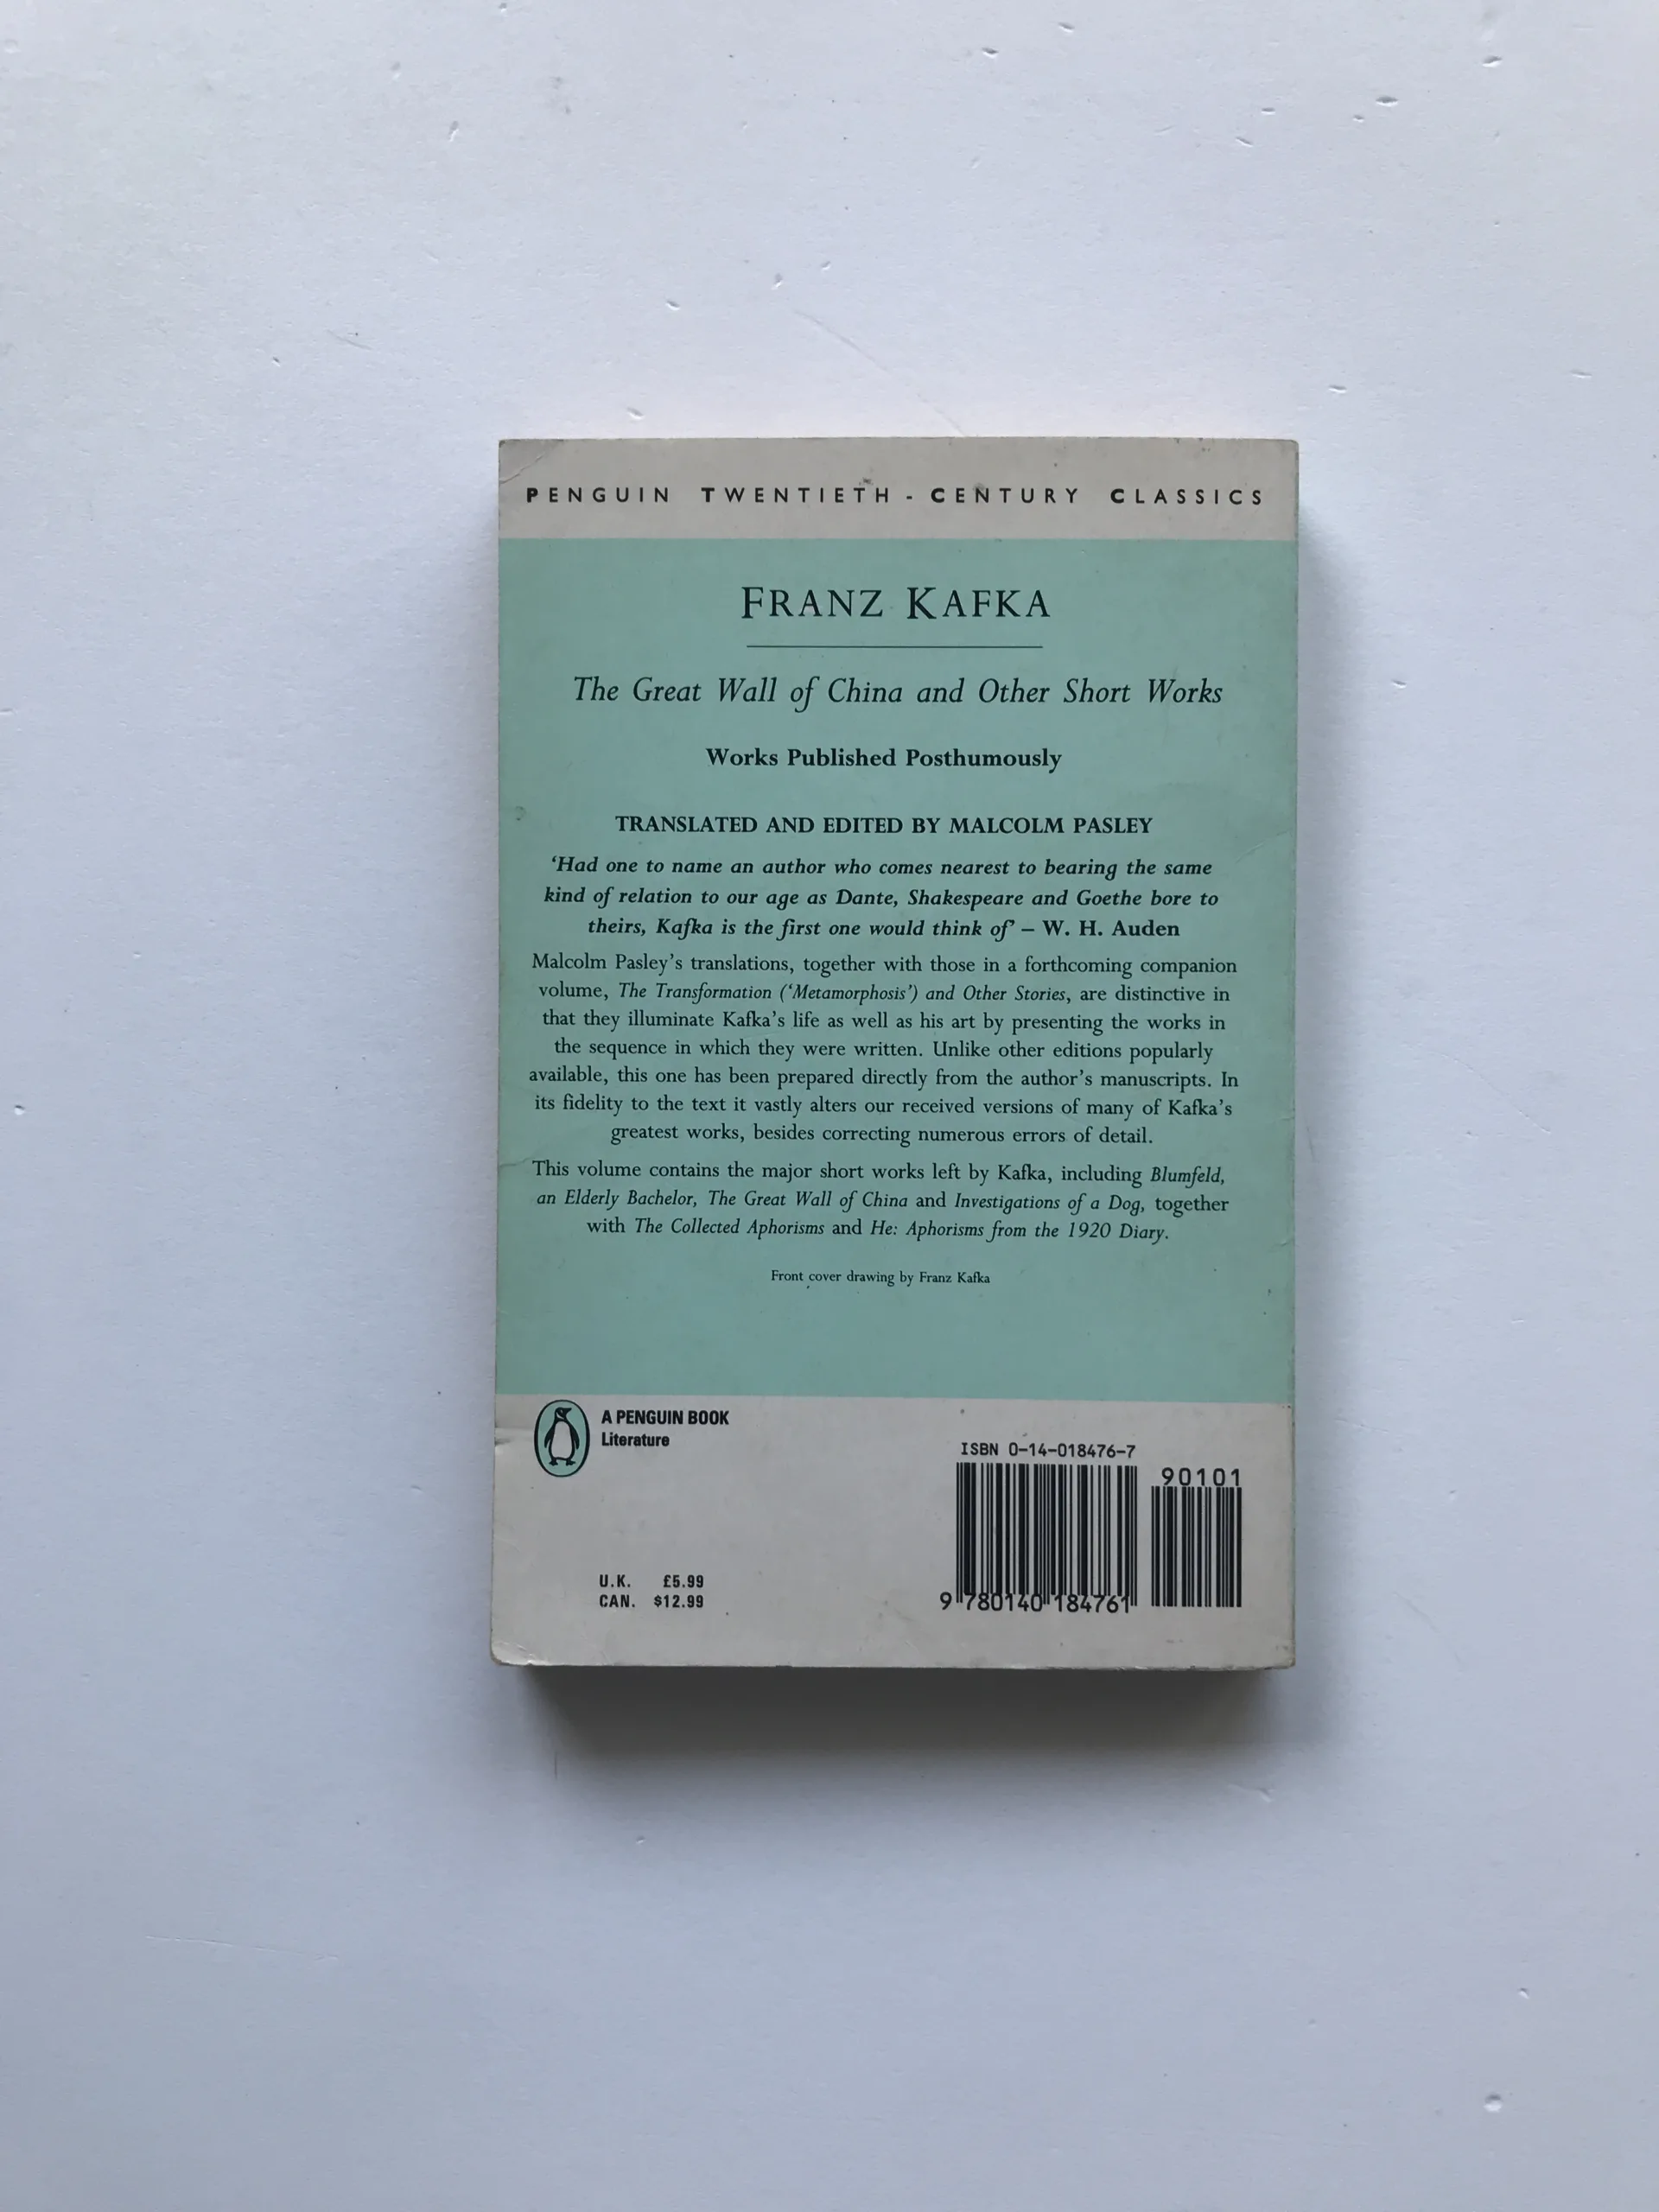 PENGUIN TWENTIETH-CENTURY CLASSICS
FRANZ KAFKA
The Great Wall of China and Other Short Works
Works Published Posthumously
TRANSLATED AND EDITED BY MALCOLM PASLEY
‘Had one to name an author who comes nearest to bearing the same
kind of relation to our age as Dante, Shakespeare and Goethe bore to
theirs, Kafka is the first one would think of’ – W. H. Auden
Malcolm Pasley’s translations, together with those in a forthcoming companion
volume, The Transformation (‘Metamorphosis’) and Other Stories, are distinctive in
that they illuminate Kafka’s life as well as his art by presenting the works in
the sequence in which they were written. Unlike other editions popularly
available, this one has been prepared directly from the author’s manuscripts. In
its fidelity to the text it vastly alters our received versions of many of Kafka’s
greatest works, besides correcting numerous errors of detail.
This volume contains the major short works left by Kafka, including Blumfeld,
an Elderly Bachelor, The Great Wall of China and Investigations of a Dog, together
with The Collected Aphorisms and He: Aphorisms from the 1920 Diary.
Front cover drawing by Franz Kafka
A PENGUIN BOOK
Literature
U.K. £5.99
CAN. $12.99
ISBN 0-14-018476-7
90101
9 780140 184761